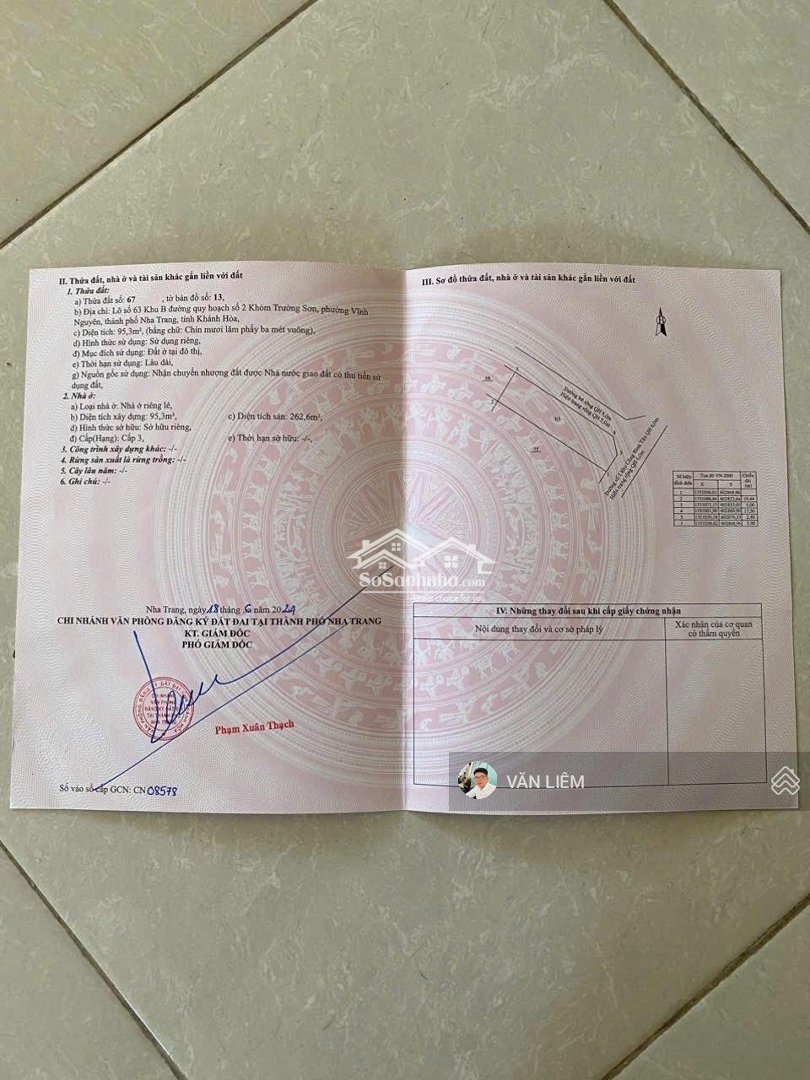 II. Thửa đất, nhà ở và tài sản khác gắn liền với đất
1. Thửa đất:
a) Thửa đất số: 67 , tờ bản đồ số: 13,
b) Địa chỉ: Lô số 63 Khu B đường quy hoạch số 2 Khóm Trường Sơn, phường Vĩnh
Nguyên, thành phố Nha Trang, tỉnh Khánh Hòa,
c) Diện tích: 95,3m², (bằng chữ: Chín mươi lăm phẩy ba mét vuông),
d) Hình thức sử dụng: Sử dụng riêng,
đ) Mục đích sử dụng: Đất ở tại đô thị,
e) Thời hạn sử dụng: Lâu dài,
g) Nguồn gốc sử dụng: Nhận chuyển nhượng đất được Nhà nước giao đất có thu tiền sử
dụng đất,
2. Nhà ở:
a) Loại nhà ở: Nhà ở riêng lẻ,
b) Diện tích xây dựng: 95,3m², c) Diện tích sàn: 262,6m²,
d) Hình thức sở hữu: Sở hữu riêng,
đ) Cấp(Hạng): Cấp 3, e) Thời hạn sở hữu: -/-,
3. Công trình xây dựng khác: -/-
4. Rừng sản xuất là rừng trồng: -/-
5. Cây lâu năm: -/-
6. Ghi chú: -/-
Nha Trang, ngày 18 tháng 6 năm 2024
CHI NHÁNH VĂN PHÒNG ĐĂNG KÝ ĐẤT ĐAI TẠI THÀNH PHỐ NHA TRANG
KT. GIÁM ĐỐC
PHÓ GIÁM ĐỐC
Phạm Xuân Thạch
Số vào sổ cấp GCN: CN 08578
III. Sơ đồ thửa đất, nhà ở và tài sản khác gắn liền với đất
Số hiệu
đỉnh thửa
X
Y
Chiều
dài
(m)
SoSanhnha.com
IV. Những thay đổi sau khi cấp giấy chứng nhận
Nội dung thay đổi và cơ sở pháp lý
Xác nhận của cơ quan
có thẩm quyền
VĂN LIÊM